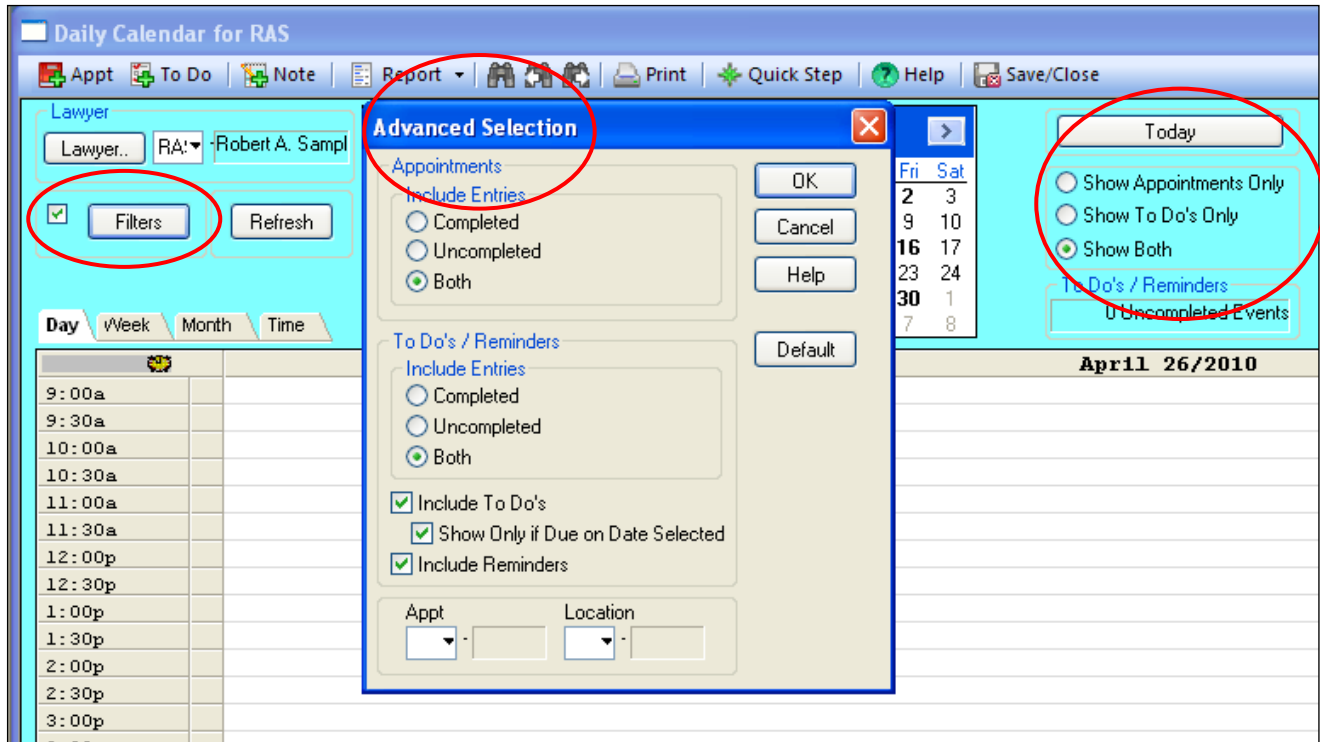 Daily Calendar for RAS
Appt To Do Note Report Print Quick Step Help Save/Close
Lawyer
Lawyer.. RA: - Robert A. Sampl
Filters Refresh
Day Week Month Time
Advanced Selection
Appointments
Include Entries
Completed
Uncompleted
Both
To Do's / Reminders
Include Entries
Completed
Uncompleted
Both
Include To Do's
Show Only if Due on Date Selected
Include Reminders
Appt Location
- -
OK
Cancel
Help
Default
>
Fri Sat
2 3
9 10
16 17
23 24
30 1
7 8
Today
Show Appointments Only
Show To Do's Only
Show Both
To Do's / Reminders
0 Uncompleted Events
April 26/2010
9:00a
9:30a
10:00a
10:30a
11:00a
11:30a
12:00p
12:30p
1:00p
1:30p
2:00p
2:30p
3:00p